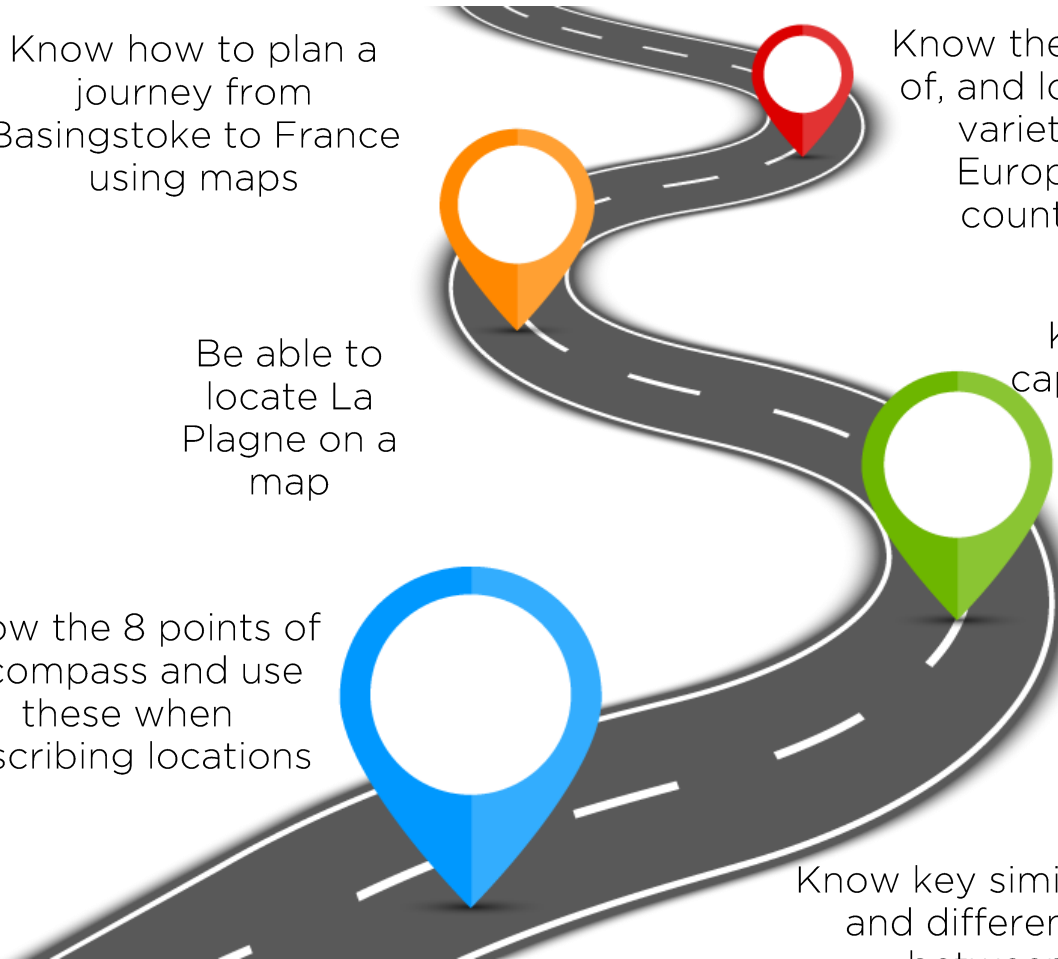 Know how to plan a
journey from
Basingstoke to France
using maps
Know the
of, and lo
variet
Europ
count
Be able to
locate La
Plagne on a
map
K
cap
ow the 8 points of
compass and use
these when
scribing locations
Know key simi
and differen
between